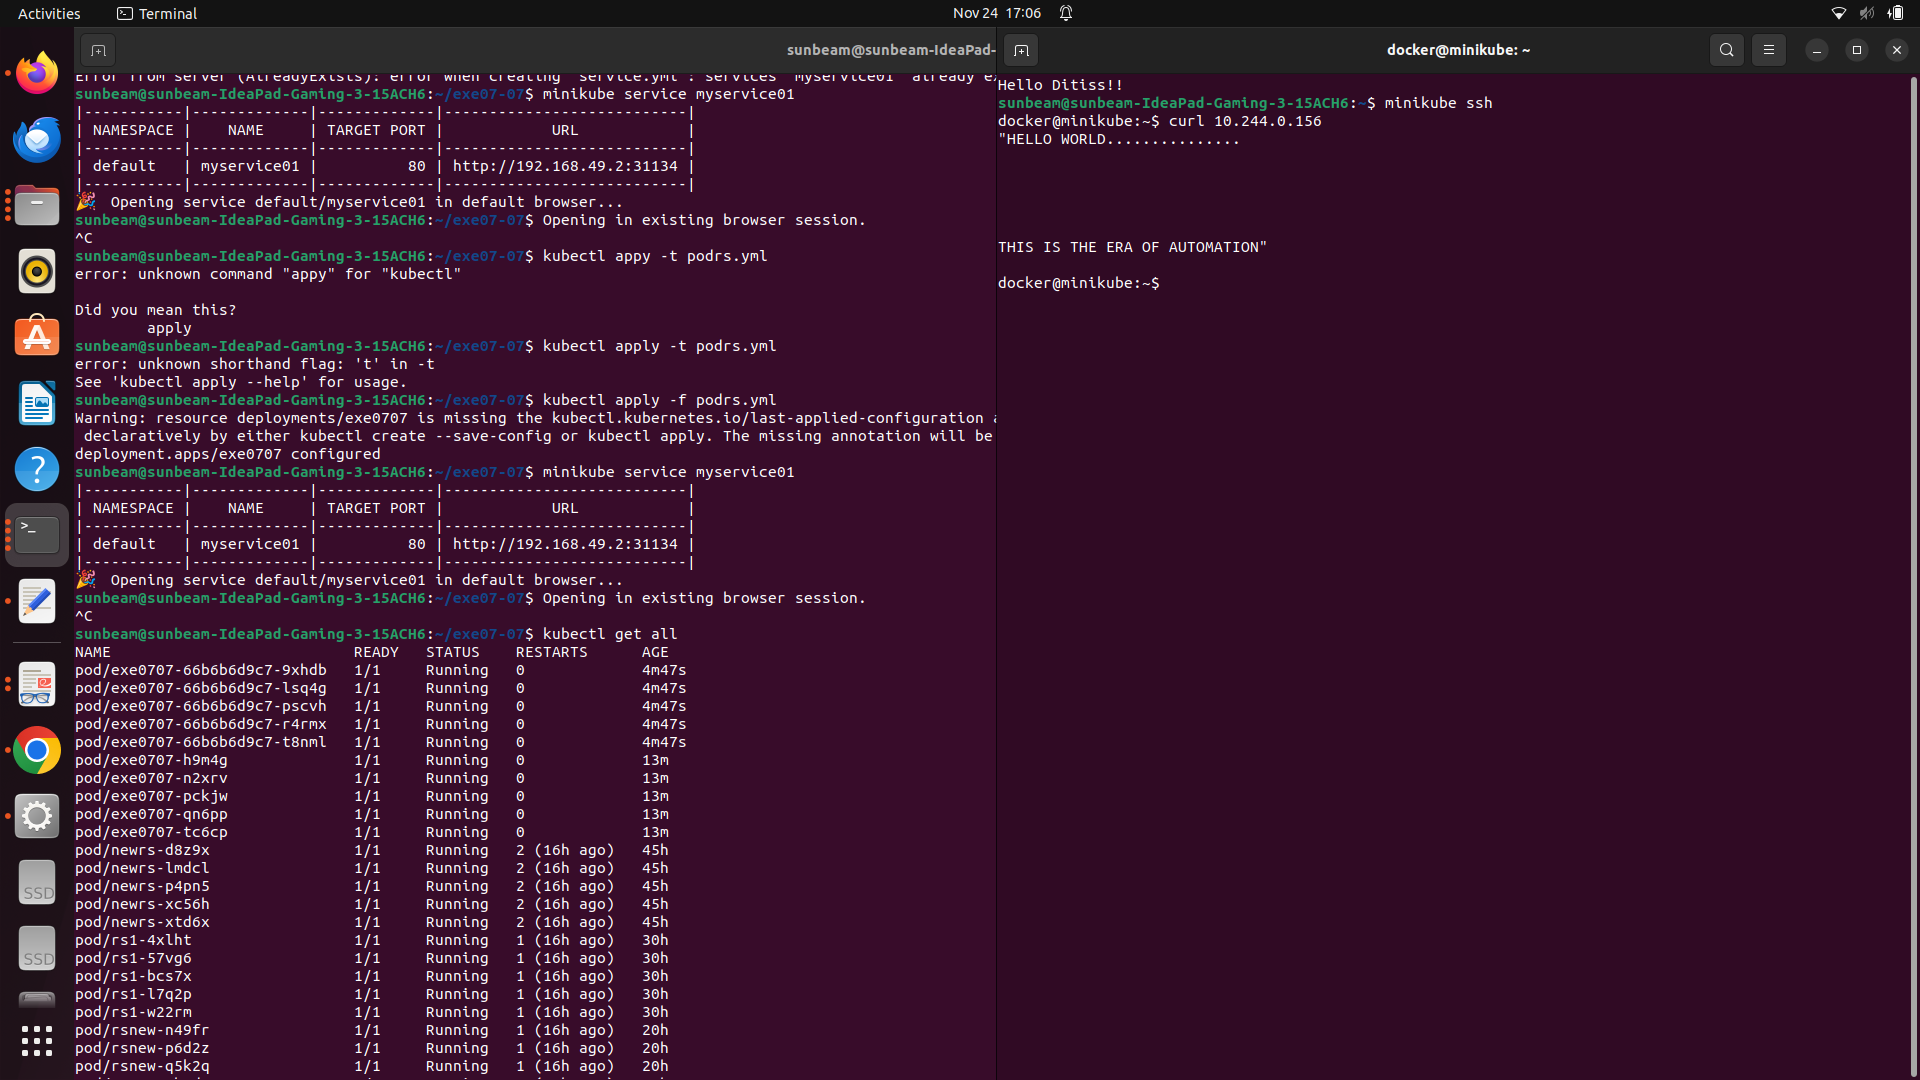 Activities
Terminal
Nov 24 17:06
sunbeam@sunbeam-IdeaPad-
Error from server (AlreadyExists): error when creating "service.yml": services "myservice01" already e
sunbeam@sunbeam-IdeaPad-Gaming-3-15ACH6:~/exe07-07$ minikube service myservice01
|-----------|-------------|-------------|---------------------------|
| NAMESPACE |    NAME     | TARGET PORT |            URL            |
|-----------|-------------|-------------|---------------------------|
| default   | myservice01 |          80 | http://192.168.49.2:31134 |
|-----------|-------------|-------------|---------------------------|
🎉  Opening service default/myservice01 in default browser...
sunbeam@sunbeam-IdeaPad-Gaming-3-15ACH6:~/exe07-07$ Opening in existing browser session.
^C
sunbeam@sunbeam-IdeaPad-Gaming-3-15ACH6:~/exe07-07$ kubectl appy -t podrs.yml
error: unknown command "appy" for "kubectl"
Did you mean this?
        apply
sunbeam@sunbeam-IdeaPad-Gaming-3-15ACH6:~/exe07-07$ kubectl apply -t podrs.yml
error: unknown shorthand flag: 't' in -t
See 'kubectl apply --help' for usage.
sunbeam@sunbeam-IdeaPad-Gaming-3-15ACH6:~/exe07-07$ kubectl apply -f podrs.yml
Warning: resource deployments/exe0707 is missing the kubectl.kubernetes.io/last-applied-configuration a
 declaratively by either kubectl create --save-config or kubectl apply. The missing annotation will be
deployment.apps/exe0707 configured
sunbeam@sunbeam-IdeaPad-Gaming-3-15ACH6:~/exe07-07$ minikube service myservice01
|-----------|-------------|-------------|---------------------------|
| NAMESPACE |    NAME     | TARGET PORT |            URL            |
|-----------|-------------|-------------|---------------------------|
| default   | myservice01 |          80 | http://192.168.49.2:31134 |
|-----------|-------------|-------------|---------------------------|
🎉  Opening service default/myservice01 in default browser...
sunbeam@sunbeam-IdeaPad-Gaming-3-15ACH6:~/exe07-07$ Opening in existing browser session.
^C
sunbeam@sunbeam-IdeaPad-Gaming-3-15ACH6:~/exe07-07$ kubectl get all
NAME                           READY   STATUS    RESTARTS      AGE
pod/exe0707-66b6b6d9c7-9xhdb   1/1     Running   0             4m47s
pod/exe0707-66b6b6d9c7-lsq4g   1/1     Running   0             4m47s
pod/exe0707-66b6b6d9c7-pscvh   1/1     Running   0             4m47s
pod/exe0707-66b6b6d9c7-r4rmx   1/1     Running   0             4m47s
pod/exe0707-66b6b6d9c7-t8nml   1/1     Running   0             4m47s
pod/exe0707-h9m4g              1/1     Running   0             13m
pod/exe0707-n2xrv              1/1     Running   0             13m
pod/exe0707-pckjw              1/1     Running   0             13m
pod/exe0707-qn6pp              1/1     Running   0             13m
pod/exe0707-tc6cp              1/1     Running   0             13m
pod/newrs-d8z9x                1/1     Running   2 (16h ago)   45h
pod/newrs-lmdcl                1/1     Running   2 (16h ago)   45h
pod/newrs-p4pn5                1/1     Running   2 (16h ago)   45h
pod/newrs-xc56h                1/1     Running   2 (16h ago)   45h
pod/newrs-xtd6x                1/1     Running   2 (16h ago)   45h
pod/rs1-4xlht                  1/1     Running   1 (16h ago)   30h
pod/rs1-57vg6                  1/1     Running   1 (16h ago)   30h
pod/rs1-bcs7x                  1/1     Running   1 (16h ago)   30h
pod/rs1-l7q2p                  1/1     Running   1 (16h ago)   30h
pod/rs1-w22rm                  1/1     Running   1 (16h ago)   30h
pod/rsnew-n49fr                1/1     Running   1 (16h ago)   20h
pod/rsnew-p6d2z                1/1     Running   1 (16h ago)   20h
pod/rsnew-q5k2q                1/1     Running   1 (16h ago)   20h
docker@minikube: ~
Hello Ditiss!!
sunbeam@sunbeam-IdeaPad-Gaming-3-15ACH6:~$ minikube ssh
docker@minikube:~$ curl 10.244.0.156
"HELLO WORLD...............
THIS IS THE ERA OF AUTOMATION"
docker@minikube:~$
SSD
SSD